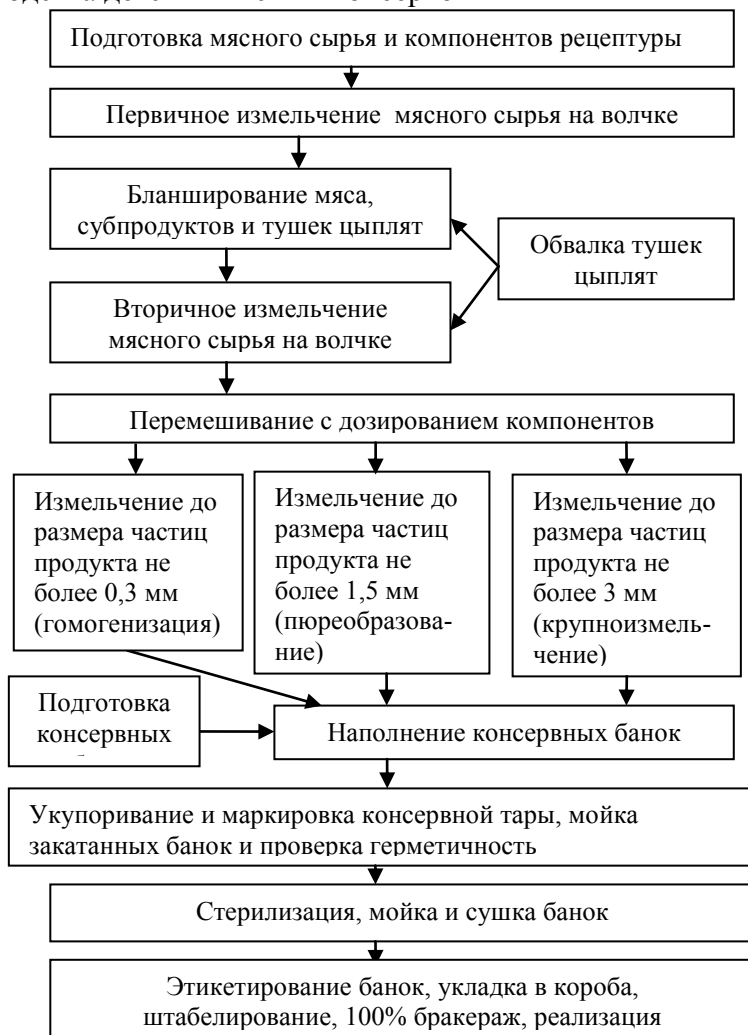 Подготовка мясного сырья и компонентов рецептуры
Первичное измельчение мясного сырья на волчке
Бланширование мяса,
субпродуктов и тушек цыплят
Обвалка тушек
цыплят
Вторичное измельчение
мясного сырья на волчке
Перемешивание с дозированием компонентов
Измельчение до
размера частиц
продукта не
более 0,3 мм
(гомогенизация)
Измельчение до
размера частиц
продукта не
более 1,5 мм
(пюреобразова-
ние)
Измельчение до
размера частиц
продукта не
более 3 мм
(крупноизмель-
чение)
Подготовка
консервных
Наполнение консервных банок
Укупоривание и маркировка консервной тары, мойка
закатанных банок и проверка герметичность
Стерилизация, мойка и сушка банок
Этикетирование банок, укладка в короба,
штабелирование, 100% бракераж, реализация